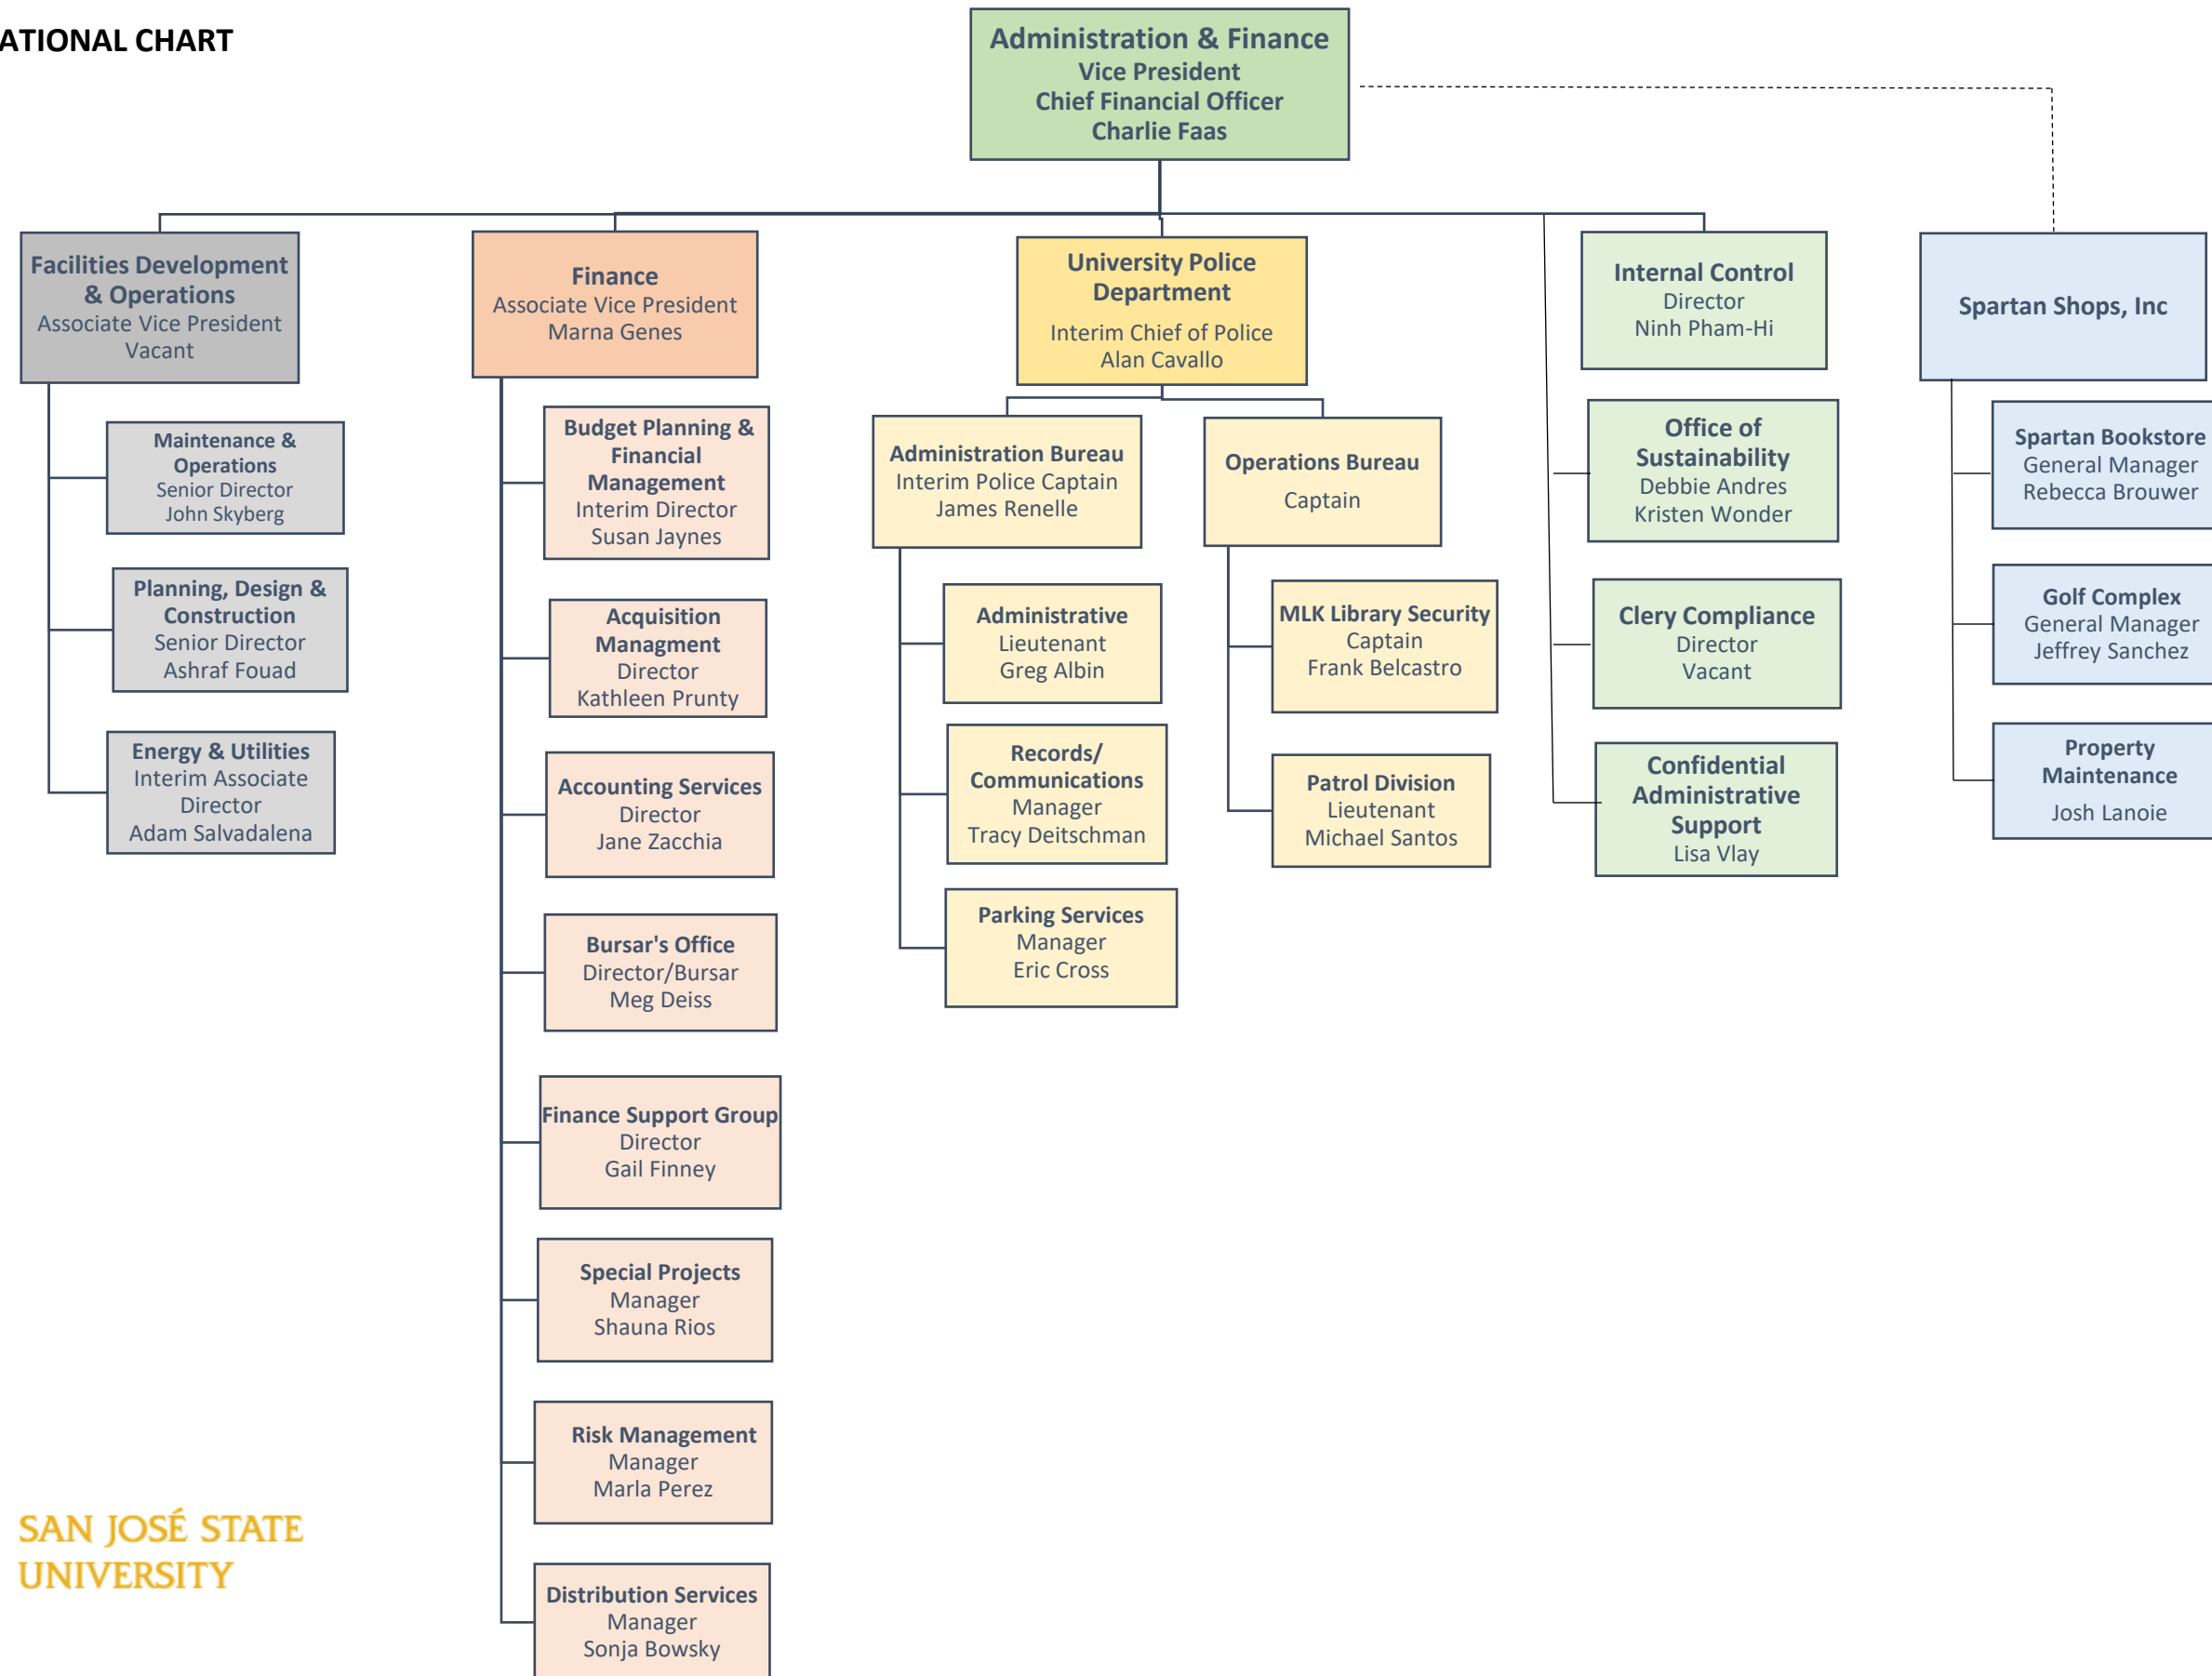 ATIONAL CHART
Administration & Finance
Vice President
Chief Financial Officer
Charlie Faas
Facilities Development
& Operations
Associate Vice President
Vacant
Maintenance &
Operations
Senior Director
John Skyberg
Planning, Design &
Construction
Senior Director
Ashraf Fouad
Energy & Utilities
Interim Associate
Director
Adam Salvadalena
Finance
Associate Vice President
Marna Genes
Budget Planning &
Financial
Management
Interim Director
Susan Jaynes
Acquisition
Managment
Director
Kathleen Prunty
Accounting Services
Director
Jane Zacchia
Bursar's Office
Director/Bursar
Meg Deiss
Finance Support Group
Director
Gail Finney
Special Projects
Manager
Shauna Rios
Risk Management
Manager
Marla Perez
Distribution Services
Manager
Sonja Bowsky
University Police
Department
Interim Chief of Police
Alan Cavallo
Administration Bureau
Interim Police Captain
James Renelle
Administrative
Lieutenant
Greg Albin
Records/
Communications
Manager
Tracy Deitschman
Parking Services
Manager
Eric Cross
Operations Bureau
Captain
MLK Library Security
Captain
Frank Belcastro
Patrol Division
Lieutenant
Michael Santos
Internal Control
Director
Ninh Pham-Hi
Office of
Sustainability
Debbie Andres
Kristen Wonder
Clery Compliance
Director
Vacant
Confidential
Administrative
Support
Lisa Vlay
Spartan Shops, Inc
Spartan Bookstore
General Manager
Rebecca Brouwer
Golf Complex
General Manager
Jeffrey Sanchez
Property
Maintenance
Josh Lanoie
SAN JOSÉ STATE
UNIVERSITY